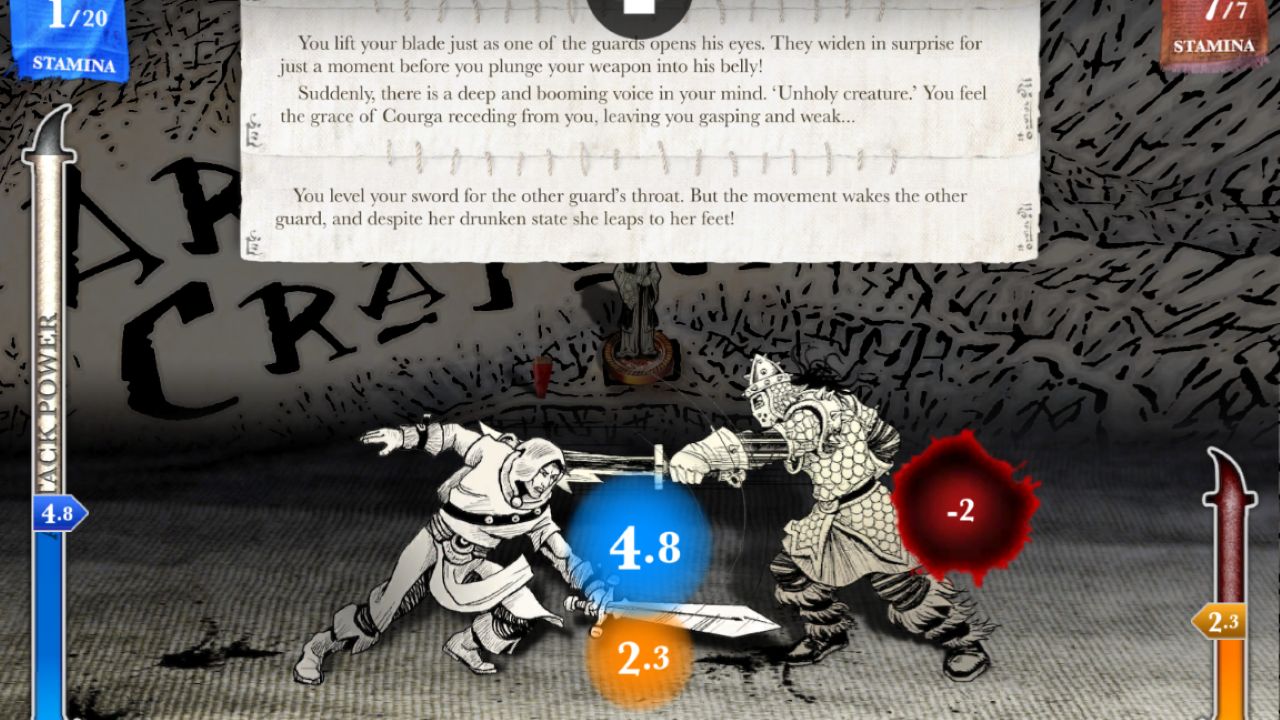 1/20
STAMINA
7/7
STAMINA
You lift your blade just as one of the guards opens his eyes. They widen in surprise for
just a moment before you plunge your weapon into his belly!
Suddenly, there is a deep and booming voice in your mind. ‘Unholy creature.’ You feel
the grace of Courga receding from you, leaving you gasping and weak...
You level your sword for the other guard’s throat. But the movement wakes the other
guard, and despite her drunken state she leaps to her feet!
POWER
4.8
4.8
-2
2.3
2.3